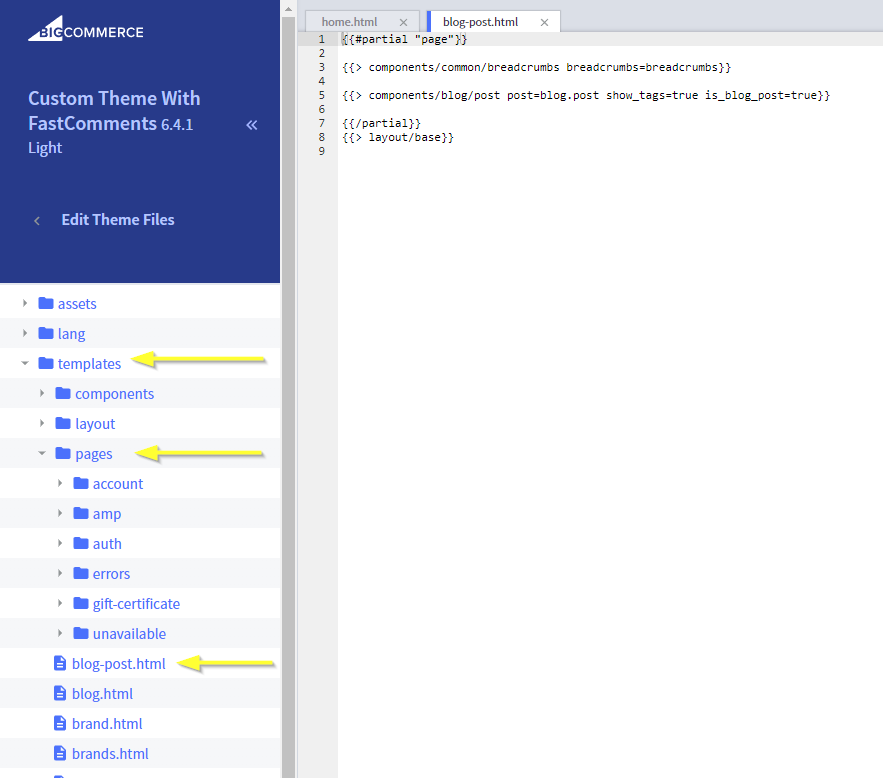 BIGCOMMERCE
Custom Theme With
FastComments 6.4.1
Light
Edit Theme Files
assets
lang
templates
components
layout
pages
account
amp
auth
errors
gift-certificate
unavailable
blog-post.html
blog.html
brand.html
brands.html
home.html
blog-post.html
1 {{#partial "page"}}
2
3 {{> components/common/breadcrumbs breadcrumbs=breadcrumbs}}
4
5 {{> components/blog/post post=blog.post show_tags=true is_blog_post=true}}
6
7 {{/partial}}
8 {{> layout/base}}
9